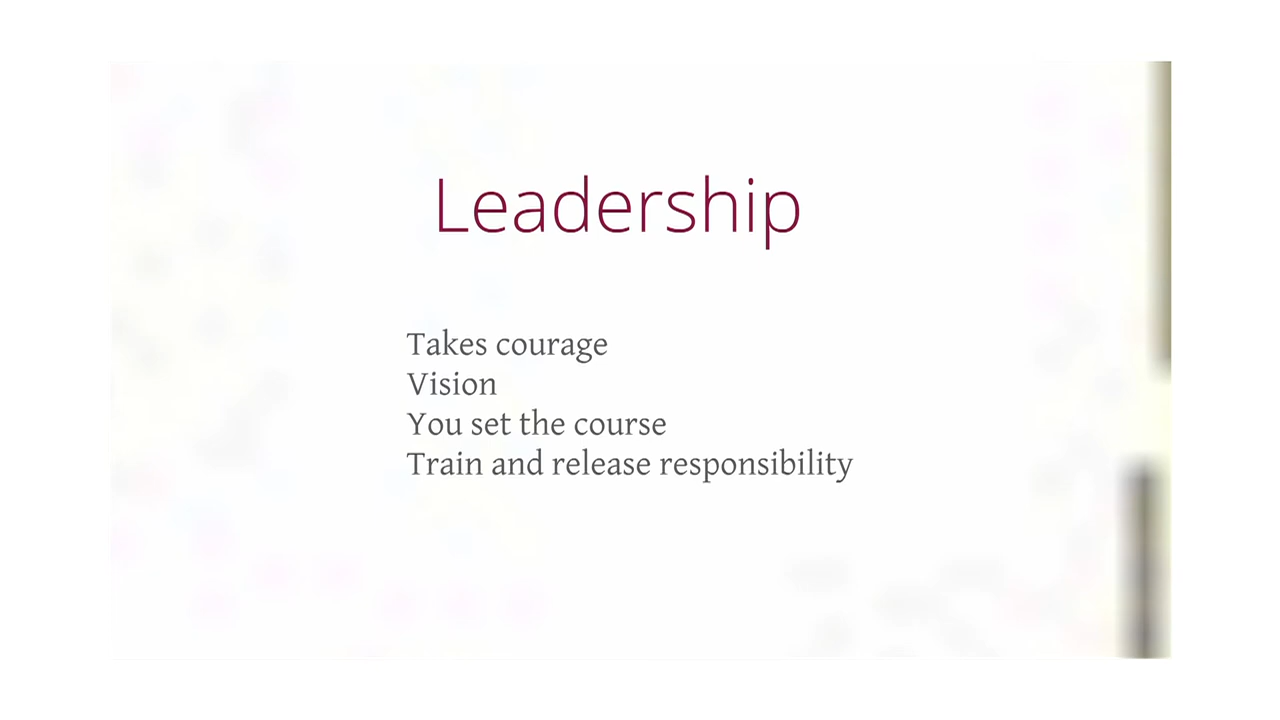 Leadership
Takes courage
Vision
You set the course
Train and release responsibility